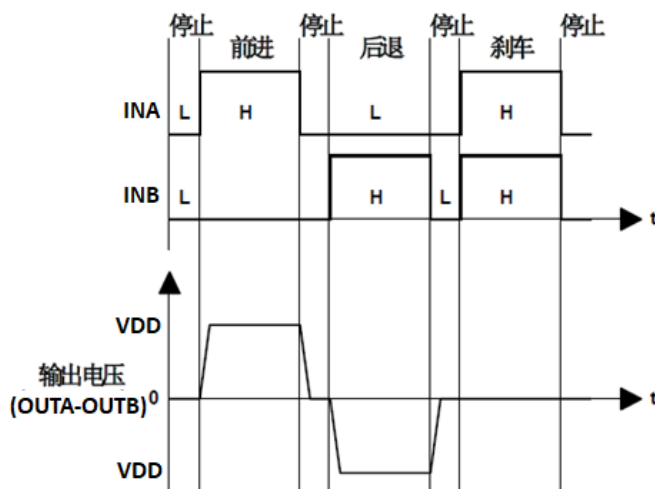 停止 停止 停止 停止
前进 后退 刹车
INA L H L H
INB L H L H
t
VDD
输出电压
(OUTA-OUTB) 0 t
VDD